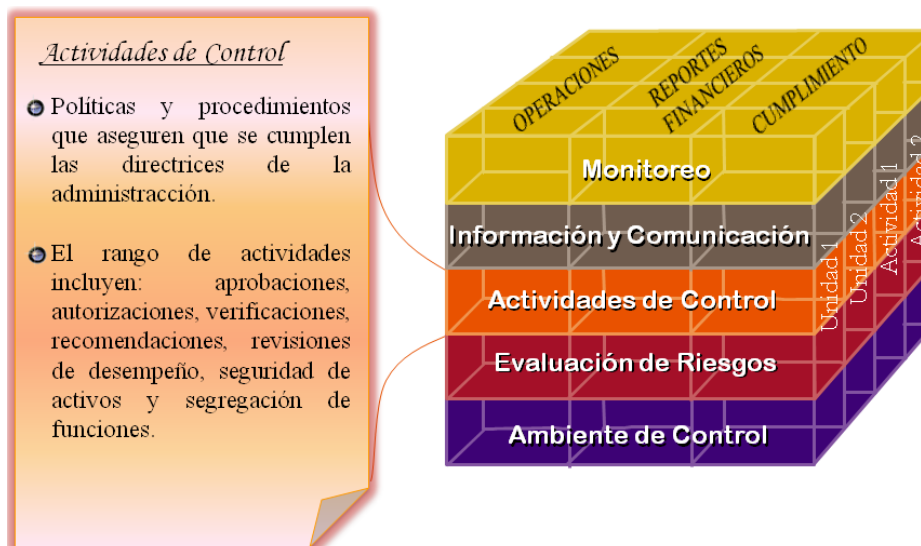 Actividades de Control
Políticas y procedimientos
que aseguren que se cumplen
las directrices de la
administracción.
El rango de actividades
incluyen: aprobaciones,
autorizaciones, verificaciones,
recomendaciones, revisiones
de desempeño, seguridad de
activos y segregación de
funciones.
OPERACIONES
REPORTES
FINANCIEROS
CUMPLIMIENTO
Monitoreo
Información y Comunicación
Actividades de Control
Evaluación de Riesgos
Ambiente de Control
Unidad 1
Unidad 2
Actividad 1
Actividad 2